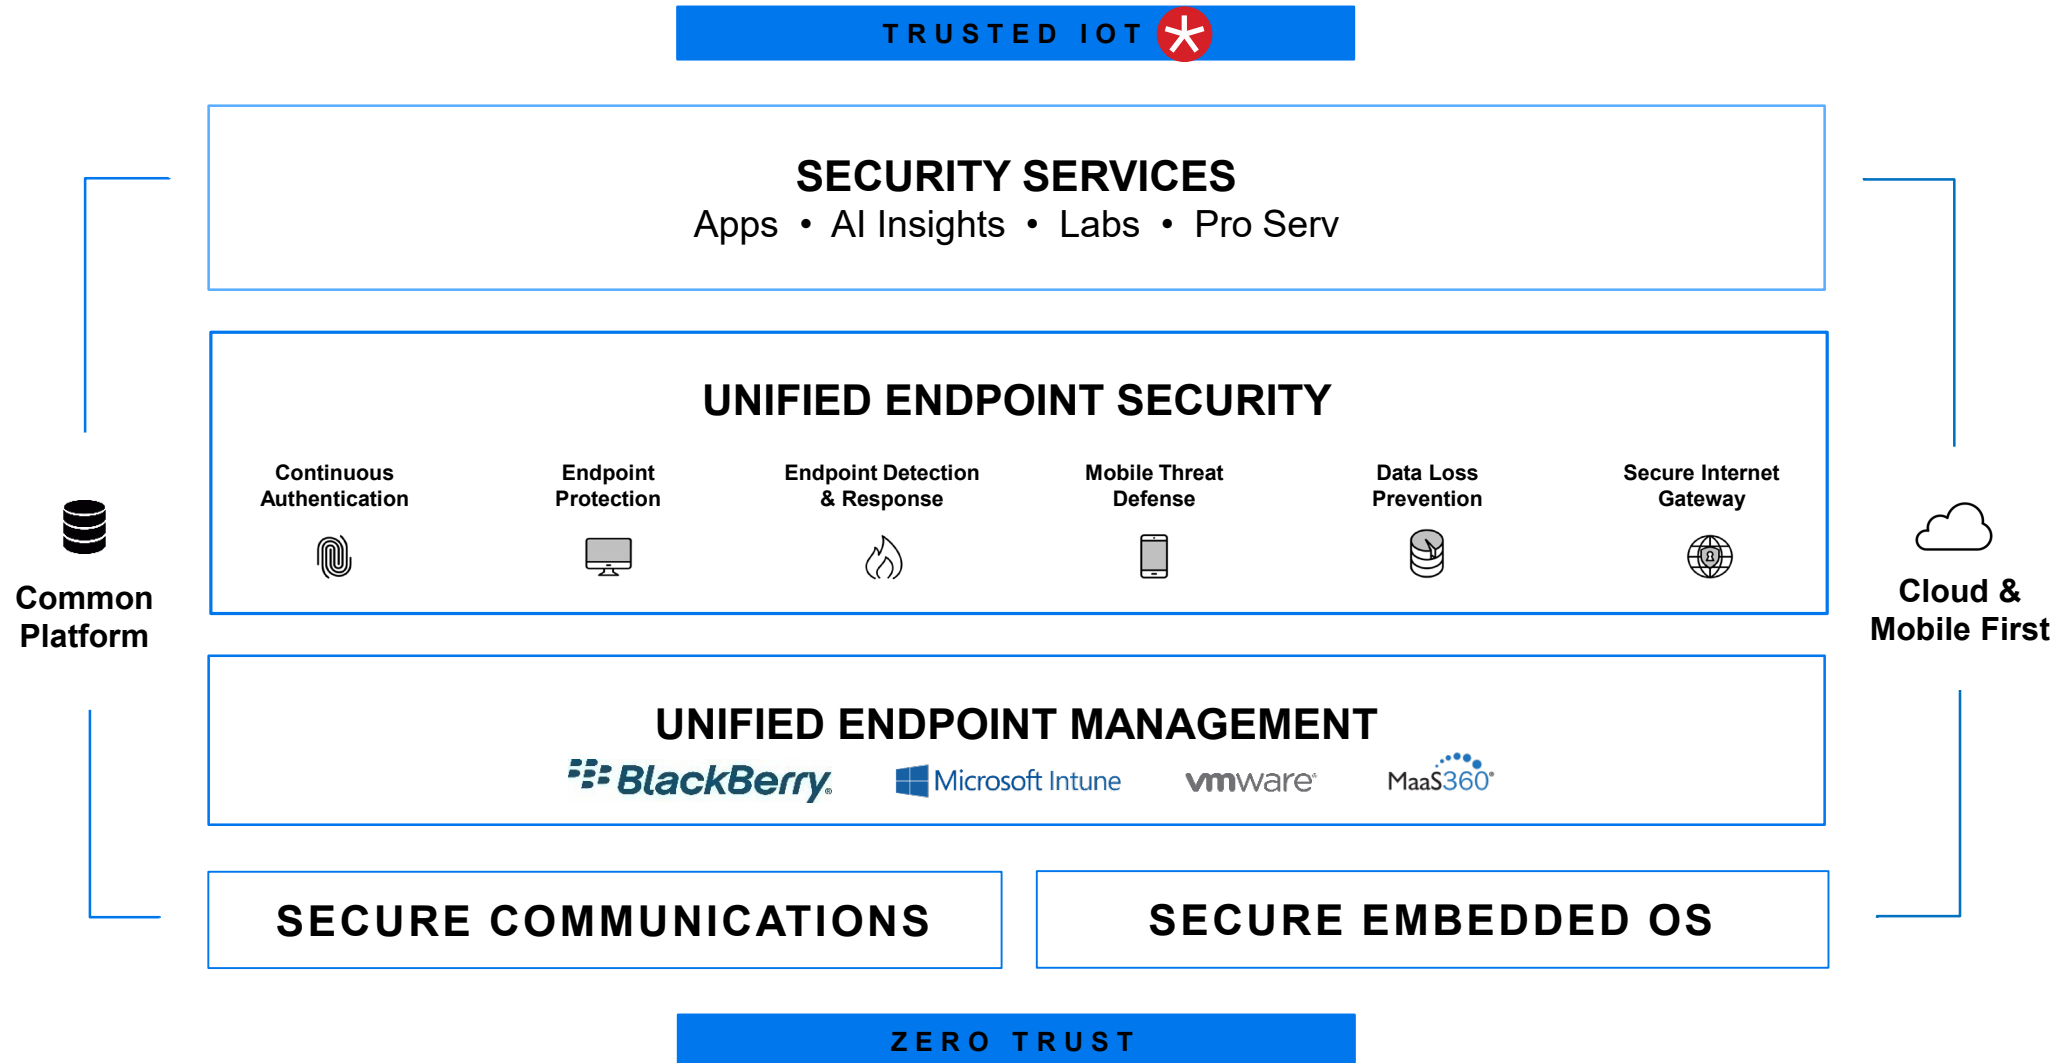 TRUSTED IOT
SECURITY SERVICES
Apps • AI Insights • Labs • Pro Serv
UNIFIED ENDPOINT SECURITY
Continuous
Authentication
Endpoint
Protection
Endpoint Detection
& Response
Mobile Threat
Defense
Data Loss
Prevention
Secure Internet
Gateway
Common
Platform
Cloud &
Mobile First
UNIFIED ENDPOINT MANAGEMENT
BlackBerry®
Microsoft Intune
vmware®
MaaS360®
SECURE COMMUNICATIONS
SECURE EMBEDDED OS
ZERO TRUST